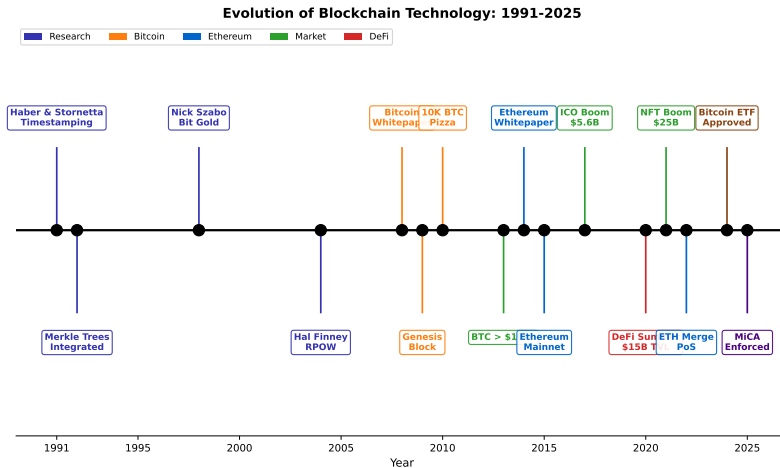 Evolution of Blockchain Technology: 1991-2025
Research
Bitcoin
Ethereum
Market
DeFi
Haber & Stornetta
Timestamping
Nick Szabo
Bit Gold
Bitcoin
10K BTC
Pizza
Ethereum
Whitepaper
ICO Boom
$5.6B
NFT Boom
$25B
Bitcoin ETF
Approved
Merkle Trees
Integrated
Hal Finney
RPOW
Genesis
Block
BTC >
Ethereum
Mainnet
DeFi
$15B
ETH Merge
PoS
MiCA
Enforced
1991
1995
2000
2005
2010
2015
2020
2025
Year